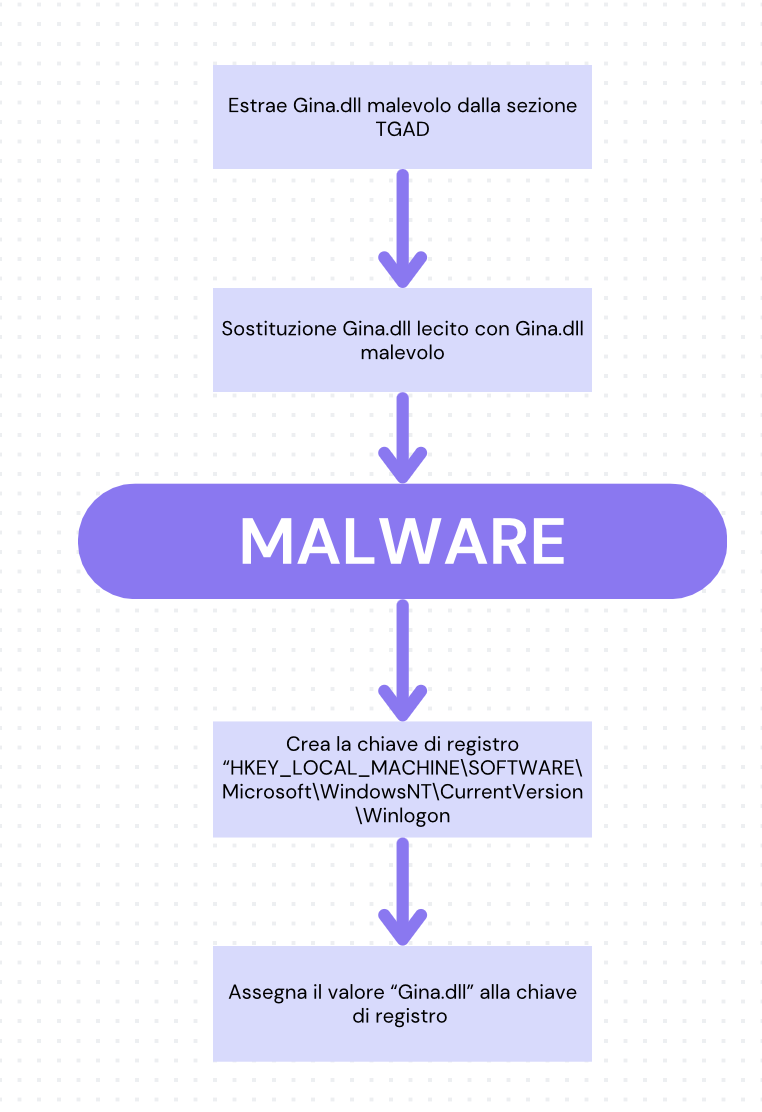 Estrae Gina.dll malevolo dalla sezione
TGAD
Sostituzione Gina.dll lecito con Gina.dll
malevolo
MALWARE
Crea la chiave di registro
“HKEY_LOCAL_MACHINE\SOFTWARE\
Microsoft\WindowsNT\CurrentVersion
\Winlogon
Assegna il valore “Gina.dll” alla chiave
di registro